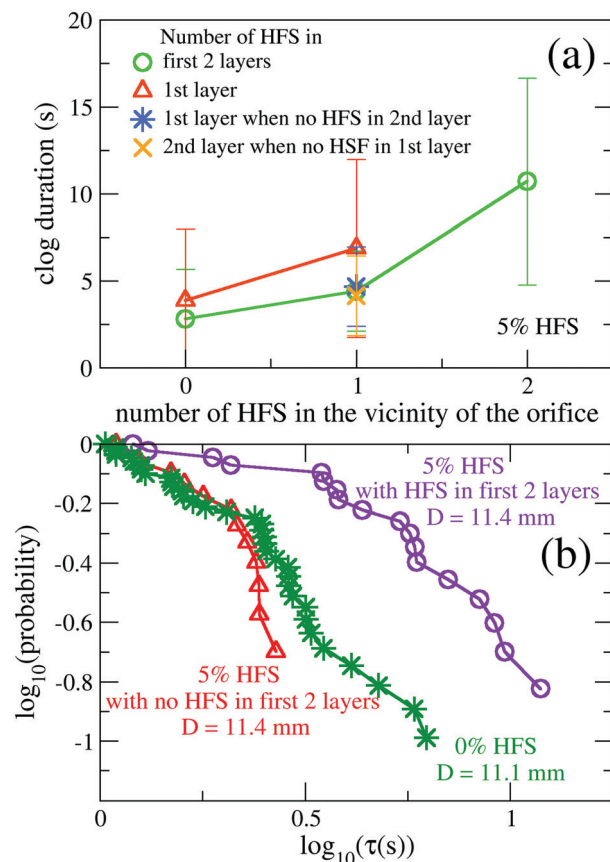 (a)
Number of HFS in
first 2 layers
1st layer
1st layer when no HFS in 2nd layer
2nd layer when no HSF in 1st layer
20
15
10
5
0
clog duration (s)
5% HFS
0 1 2
number of HFS in the vicinity of the orifice
0
-0.2
-0.4
-0.6
-0.8
-1
log10(probability)
5% HFS
with HFS in first 2 layers
D = 11.4 mm
(b)
5% HFS
with no HFS in first 2 layers
D = 11.4 mm
0% HFS
D = 11.1 mm
0 0.5 1
log10(τ(s))